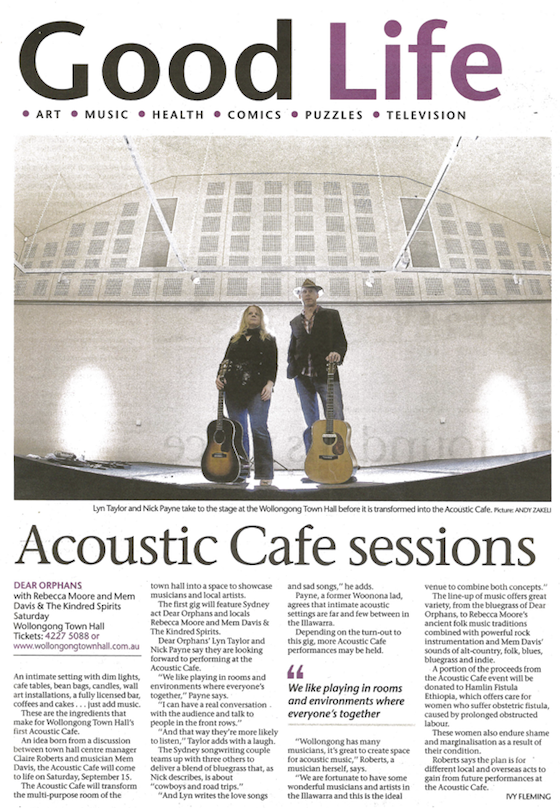 Good Life
• ART • MUSIC • HEALTH • COMICS • PUZZLES • TELEVISION
Lyn Taylor and Nick Payne take to the stage at the Wollongong Town Hall before it is transformed into the Acoustic Cafe. Picture: ANDY ZAKELI
Acoustic Cafe sessions
DEAR ORPHANS
with Rebecca Moore and Mem
Davis & The Kindred Spirits
Saturday
Wollongong Town Hall
Tickets: 4227 5088 or
www.wollongongtownhall.com.au
An intimate setting with dim lights,
cafe tables, bean bags, candles, wall
art installations, a fully licensed bar,
coffees and cakes . . . just add music.
These are the ingredients that
make for Wollongong Town Hall's
first Acoustic Cafe.
An idea born from a discussion
between town hall centre manager
Claire Roberts and musician Mem
Davis, the Acoustic Cafe will come
to life on Saturday, September 15.
The Acoustic Cafe will transform
the multi-purpose room of the
town hall into a space to showcase
musicians and local artists.
The first gig will feature Sydney
act Dear Orphans and locals
Rebecca Moore and Mem Davis &
The Kindred Spirits.
Dear Orphans' Lyn Taylor and
Nick Payne say they are looking
forward to performing at the
Acoustic Cafe.
"We like playing in rooms and
environments where everyone's
together," Payne says.
"I can have a real conversation
with the audience and talk to
people in the front rows."
"And that way they're more likely
to listen," Taylor adds with a laugh.
The Sydney songwriting couple
teams up with three others to
deliver a blend of bluegrass that, as
Nick describes, is about
"cowboys and road trips."
"And Lyn writes the love songs
and sad songs," he adds.
Payne, a former Woonona lad,
agrees that intimate acoustic
settings are far and few between in
the Illawarra.
Depending on the turn-out to
this gig, more Acoustic Cafe
performances may be held.
“
We like playing in rooms
and environments where
everyone's together
"Wollongong has many
musicians, it's great to create space
for acoustic music," Roberts, a
musician herself, says.
"We are fortunate to have some
wonderful musicians and artists in
the Illawarra and this is the ideal
venue to combine both concepts."
The line-up of music offers great
variety, from the bluegrass of Dear
Orphans, to Rebecca Moore's
ancient folk music traditions
combined with powerful rock
instrumentation and Mem Davis'
sounds of alt-country, folk, blues,
bluegrass and indie.
A portion of the proceeds from
the Acoustic Cafe event will be
donated to Hamlin Fistula
Ethiopia, which offers care for
women who suffer obstetric fistula,
caused by prolonged obstructed
labour.
These women also endure shame
and marginalisation as a result of
their condition.
Roberts says the plan is for
different local and overseas acts to
gain from future performances at
the Acoustic Cafe.
IVY FLEMING